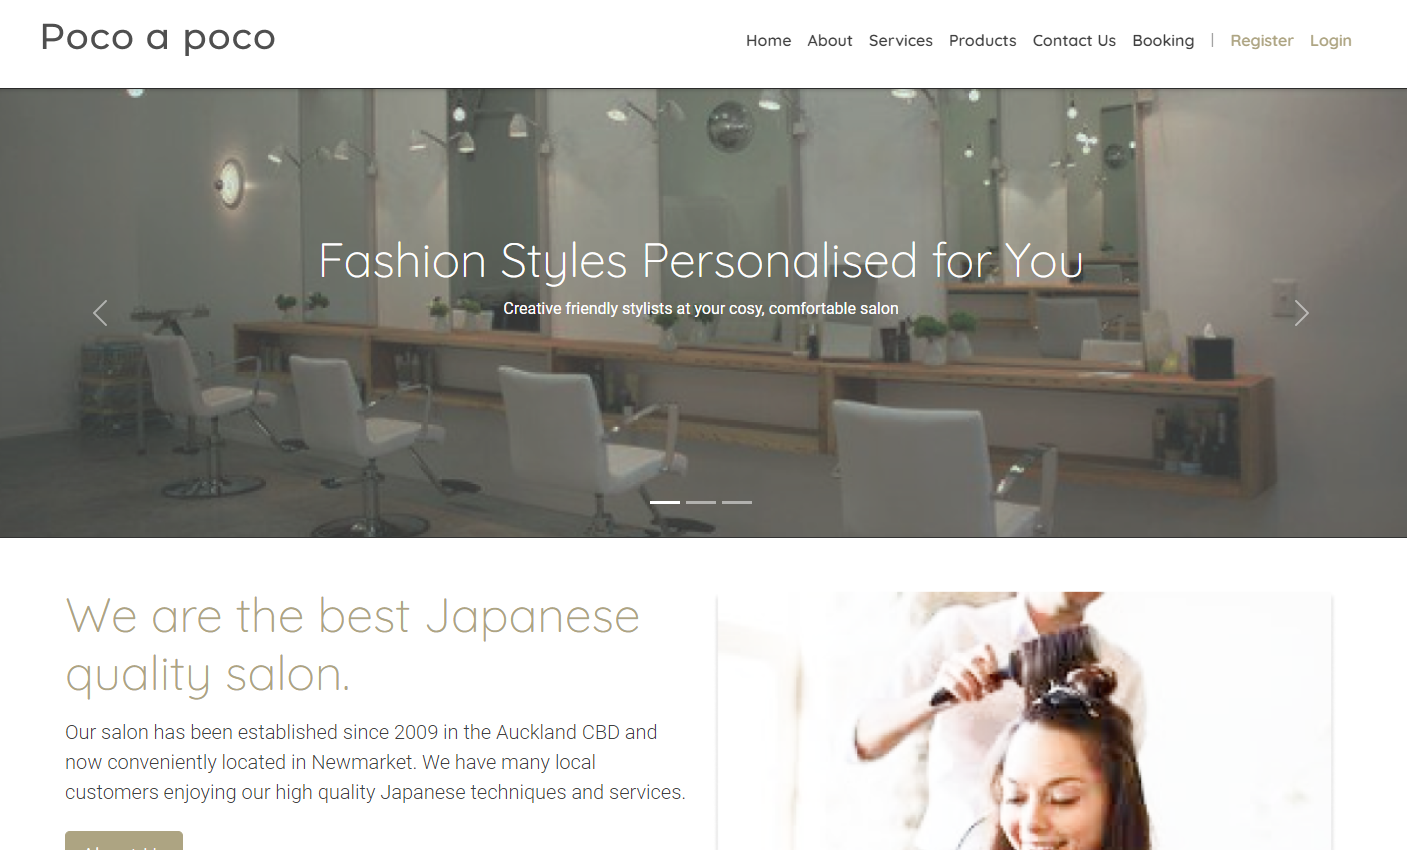 Poco a poco
Home About Services Products Contact Us Booking | Register Login
Fashion Styles Personalised for You
Creative friendly stylists at your cosy, comfortable salon
We are the best Japanese
quality salon.
Our salon has been established since 2009 in the Auckland CBD and
now conveniently located in Newmarket. We have many local
customers enjoying our high quality Japanese techniques and services.